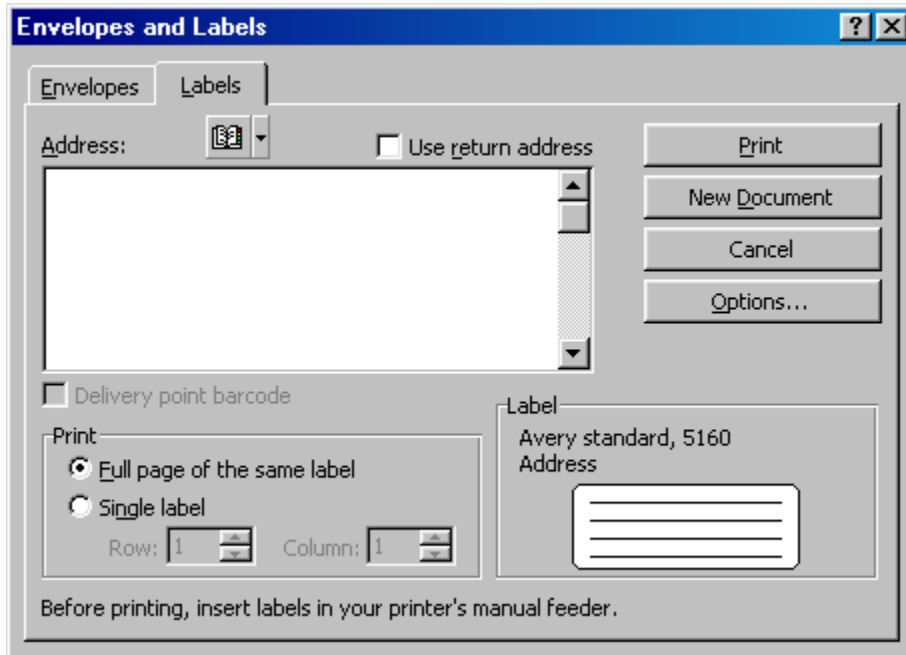 Envelopes and Labels
Envelopes
Labels
Address:
Use return address
Print
New Document
Cancel
Options...
Delivery point barcode
Print
Full page of the same label
Single label
Row: 1
Column: 1
Label
Avery standard, 5160
Address
Before printing, insert labels in your printer's manual feeder.